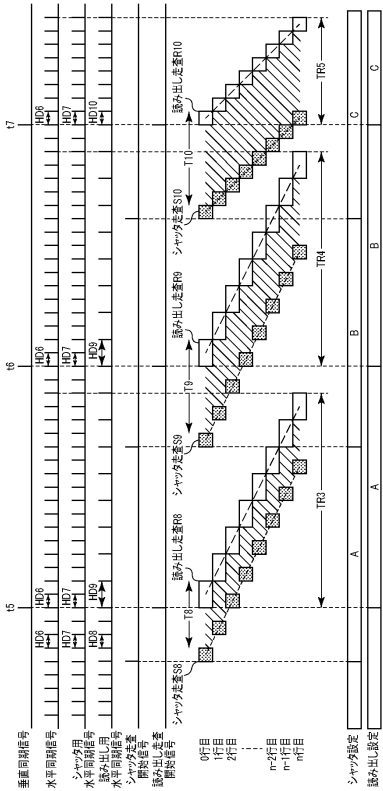 t5 t6 t7
垂直同期信号
水平同期信号 HD6 HD6 HD6 HD6
シャッタ用
水平同期信号 HD7 HD7 HD7 HD7
読み出し用
水平同期信号 HD8 HD9 HD9 HD10
シャッタ走査
開始信号
読み出し走査
開始信号
シャッタ走査S8 T8 読み出し走査R8
シャッタ走査S9 T9 読み出し走査R9
シャッタ走査S10 T10 読み出し走査R10
0行目
1行目
2行目
n-2行目
n-1行目
n行目
TR3 TR4 TR5
シャッタ設定 A B C
読み出し設定 A B C